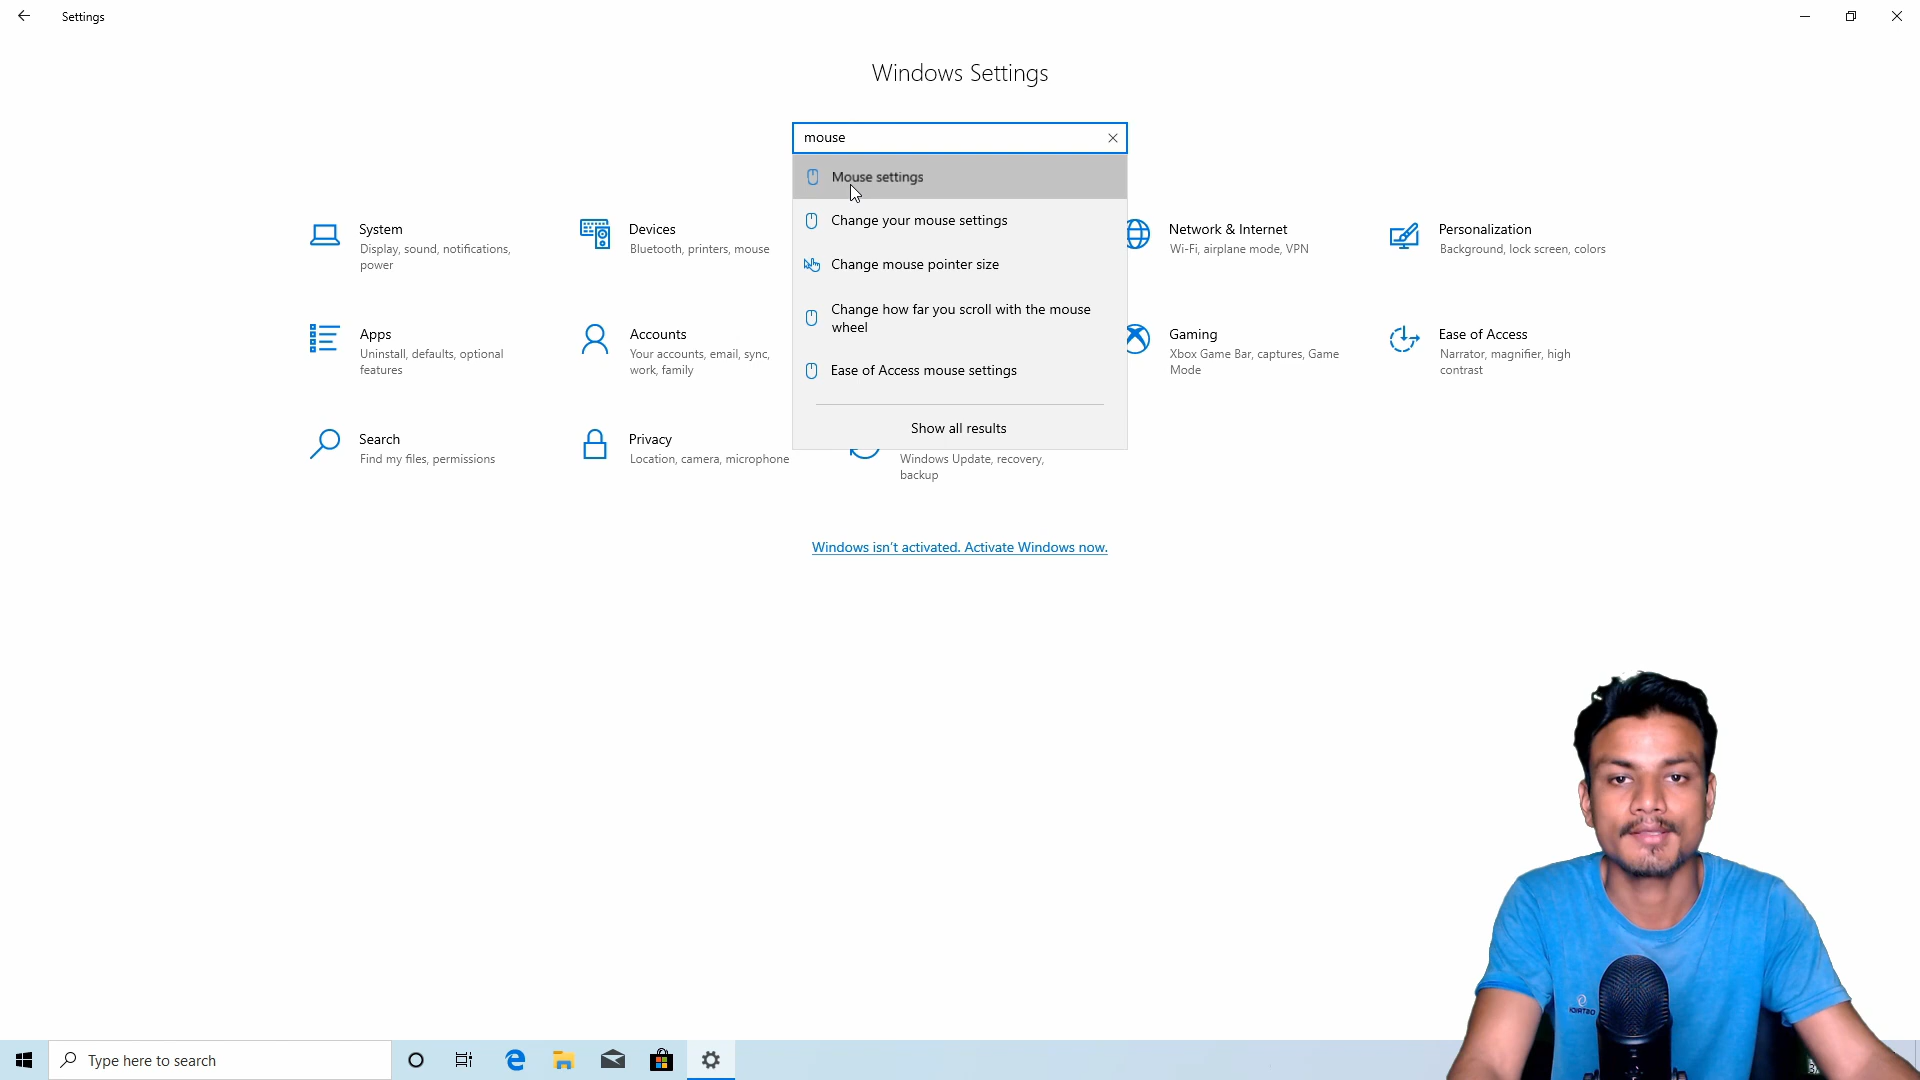 Settings
Windows Settings
mouse
Mouse settings
Change your mouse settings
Change mouse pointer size
Change how far you scroll with the mouse
wheel
Ease of Access mouse settings
Show all results
System
Display, sound, notifications,
power
Devices
Bluetooth, printers, mouse
Network & Internet
Wi-Fi, airplane mode, VPN
Personalization
Background, lock screen, colors
Apps
Uninstall, defaults, optional
features
Accounts
Your accounts, email, sync,
work, family
Gaming
Xbox Game Bar, captures, Game
Mode
Ease of Access
Narrator, magnifier, high
contrast
Search
Find my files, permissions
Privacy
Location, camera, microphone
Windows Update, recovery,
backup
Windows isn't activated. Activate Windows now.
Type here to search